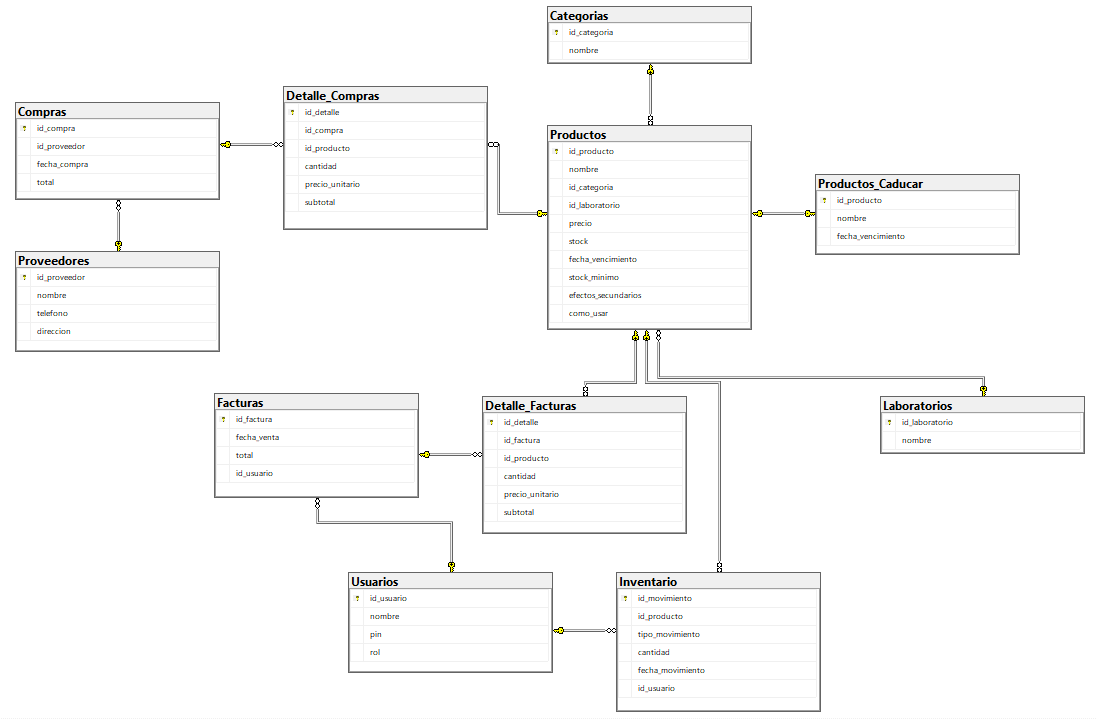 Categorias
id_categoria
nombre
Detalle_Compras
id_detalle
id_compra
id_producto
cantidad
precio_unitario
subtotal
Compras
id_compra
id_proveedor
fecha_compra
total
Productos
id_producto
nombre
id_categoria
id_laboratorio
precio
stock
fecha_vencimiento
stock_minimo
efectos_secundarios
como_usar
Productos_Caducar
id_producto
nombre
fecha_vencimiento
Proveedores
id_proveedor
nombre
telefono
direccion
Facturas
id_factura
fecha_venta
total
id_usuario
Detalle_Facturas
id_detalle
id_factura
id_producto
cantidad
precio_unitario
subtotal
Laboratorios
id_laboratorio
nombre
Usuarios
id_usuario
nombre
pin
rol
Inventario
id_movimiento
id_producto
tipo_movimiento
cantidad
fecha_movimiento
id_usuario